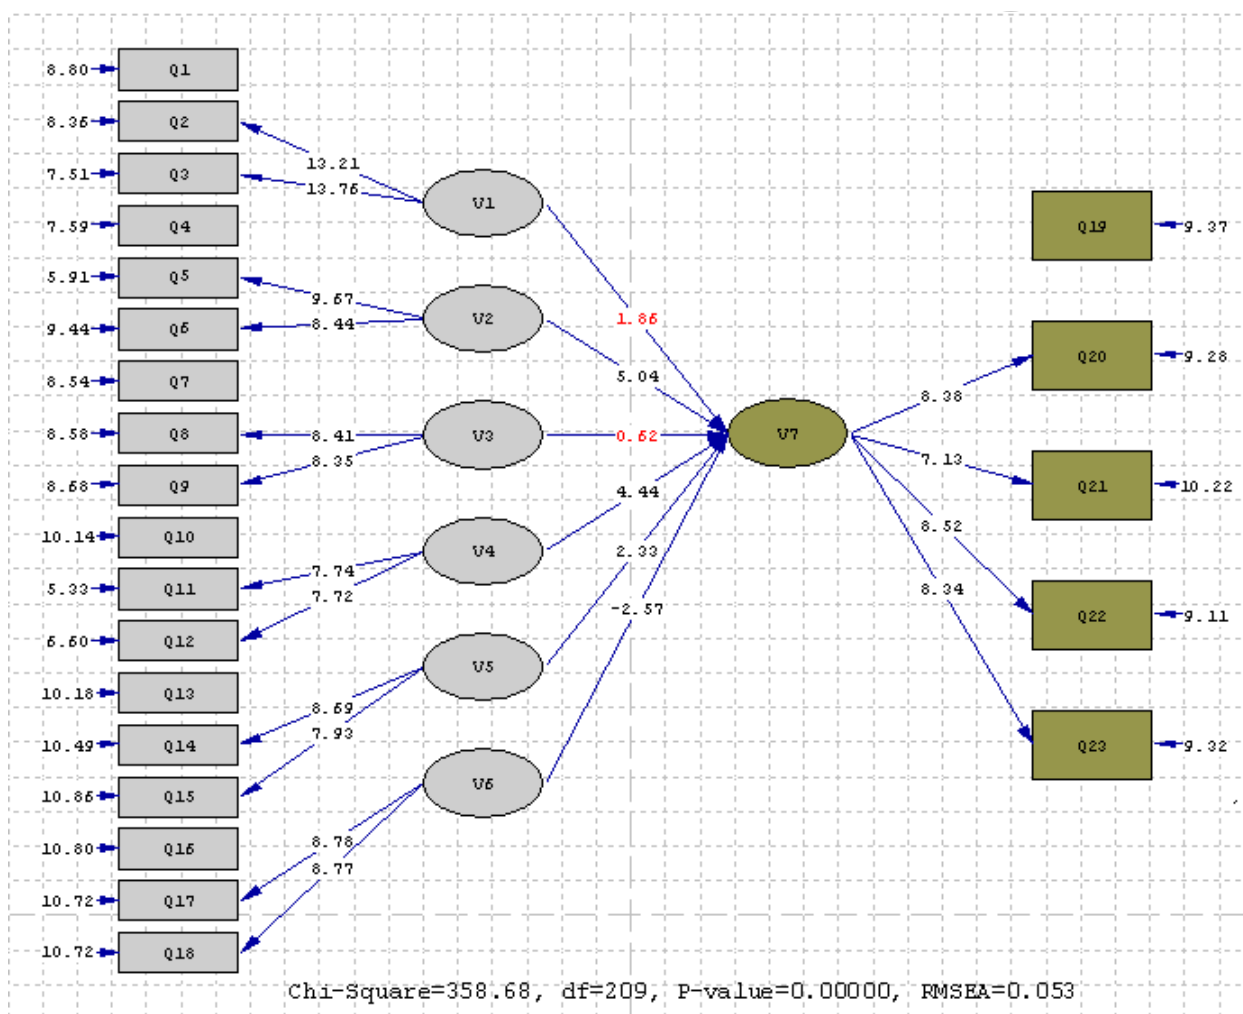 8.80 Q1
8.36 Q2
13.21
7.51 Q3
13.76
V1
7.59 Q4
Q19 9.37
5.91 Q5
9.67
V2
8.44
9.44 Q6
1.86
5.04
Q20 9.28
8.54 Q7
8.38
8.58 Q8
8.41
V3
0.62
V7
8.35
7.13
8.68 Q9
4.44
Q21 10.22
10.14 Q10
8.52
V4
2.33
7.74
5.33 Q11
7.72
-2.57
8.34
Q22 9.11
6.60 Q12
V5
10.18 Q13
8.69
7.93
10.49 Q14
Q23 9.32
V6
10.86 Q15
8.78
10.80 Q16
8.77
10.72 Q17
10.72 Q18
Chi-Square=358.68, df=209, P-value=0.00000, RMSEA=0.053